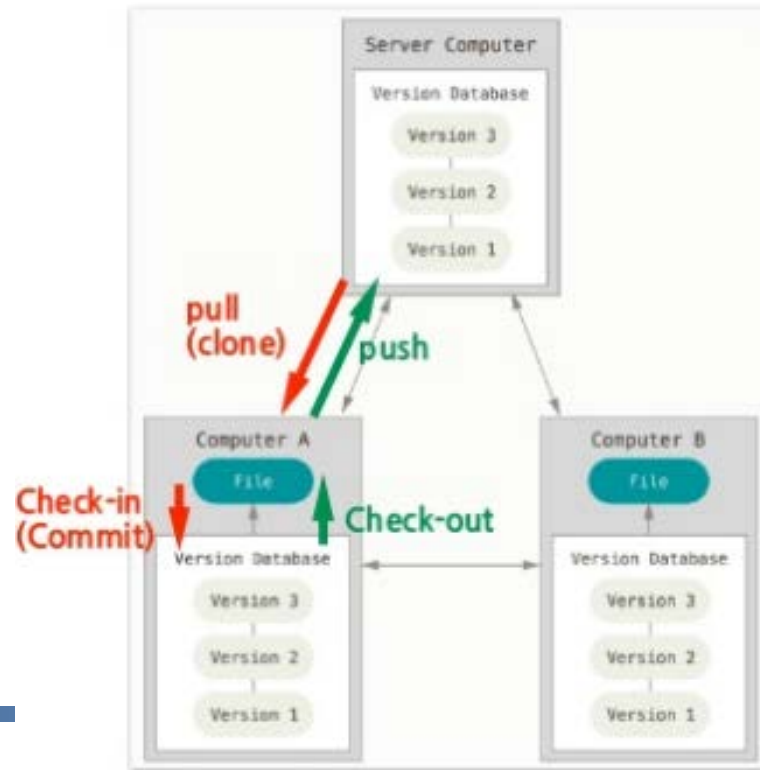 Server Computer
Version Database
Version 3
Version 2
Version 1
pull
(clone)
push
Computer A
File
Check-in
(Commit)
Check-out
Version Database
Version 3
Version 2
Version 1
Computer B
File
Version Database
Version 3
Version 2
Version 1